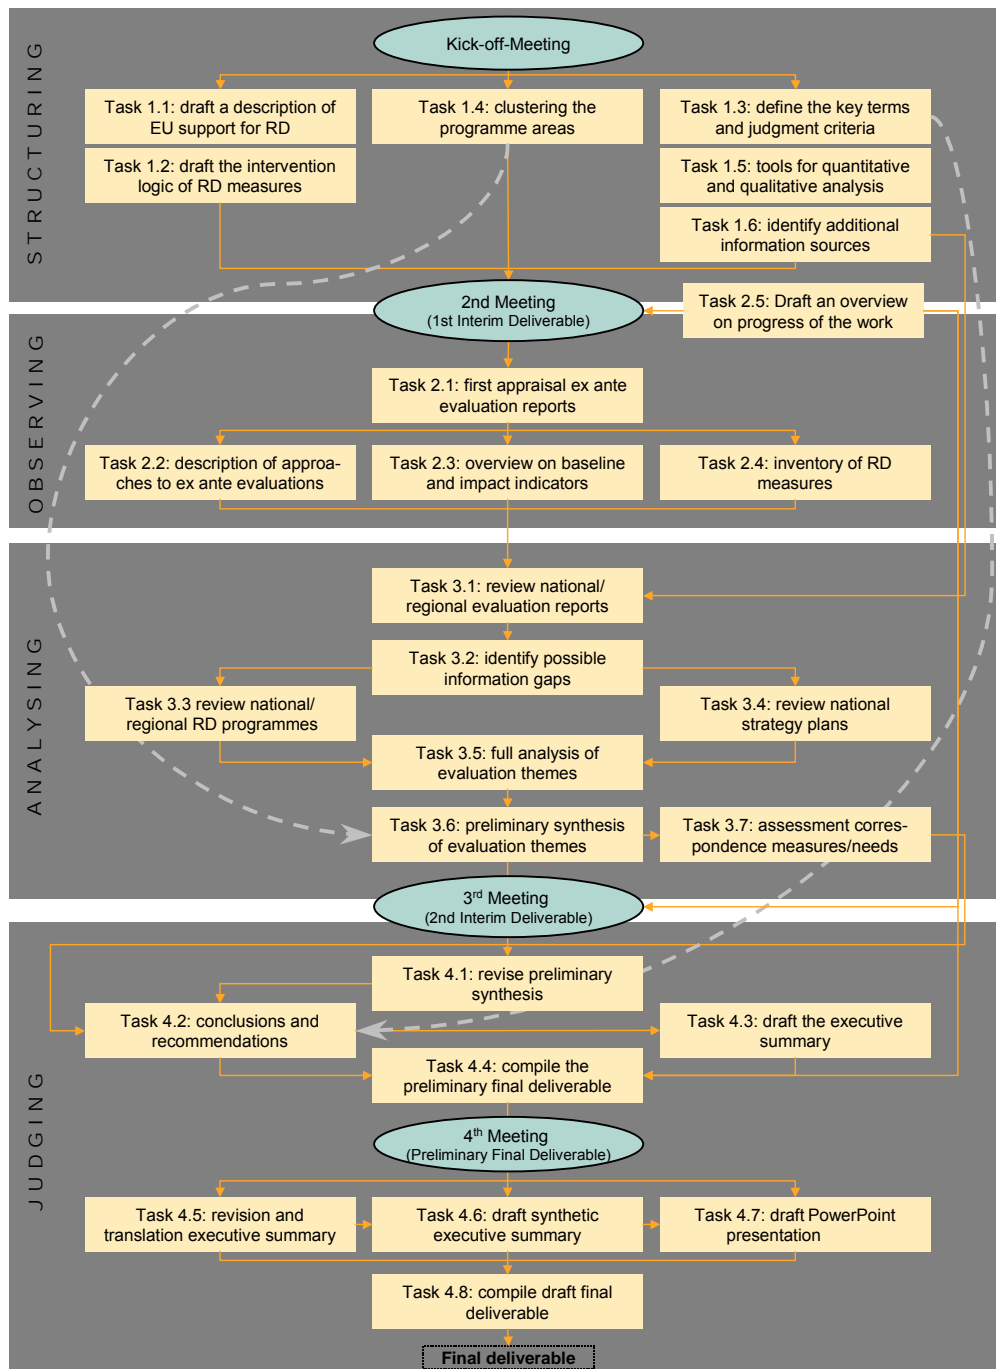 STRUCTURING
Kick-off-Meeting
Task 1.1: draft a description of
EU support for RD
Task 1.4: clustering the
programme areas
Task 1.3: define the key terms
and judgment criteria
Task 1.2: draft the intervention
logic of RD measures
Task 1.5: tools for quantitative
and qualitative analysis
Task 1.6: identify additional
information sources
2nd Meeting
(1st Interim Deliverable)
Task 2.5: Draft an overview
on progress of the work
OBSERVING
Task 2.1: first appraisal ex ante
evaluation reports
Task 2.2: description of approa-
ches to ex ante evaluations
Task 2.3: overview on baseline
and impact indicators
Task 2.4: inventory of RD
measures
ANALYSING
Task 3.1: review national/
regional evaluation reports
Task 3.2: identify possible
information gaps
Task 3.3 review national/
regional RD programmes
Task 3.4: review national
strategy plans
Task 3.5: full analysis of
evaluation themes
Task 3.6: preliminary synthesis
of evaluation themes
Task 3.7: assessment corres-
pondence measures/needs
3rd Meeting
(2nd Interim Deliverable)
JUDGING
Task 4.1: revise preliminary
synthesis
Task 4.2: conclusions and
recommendations
Task 4.3: draft the executive
summary
Task 4.4: compile the
preliminary final deliverable
4th Meeting
(Preliminary Final Deliverable)
Task 4.5: revision and
translation executive summary
Task 4.6: draft synthetic
executive summary
Task 4.7: draft PowerPoint
presentation
Task 4.8: compile draft final
deliverable
Final deliverable